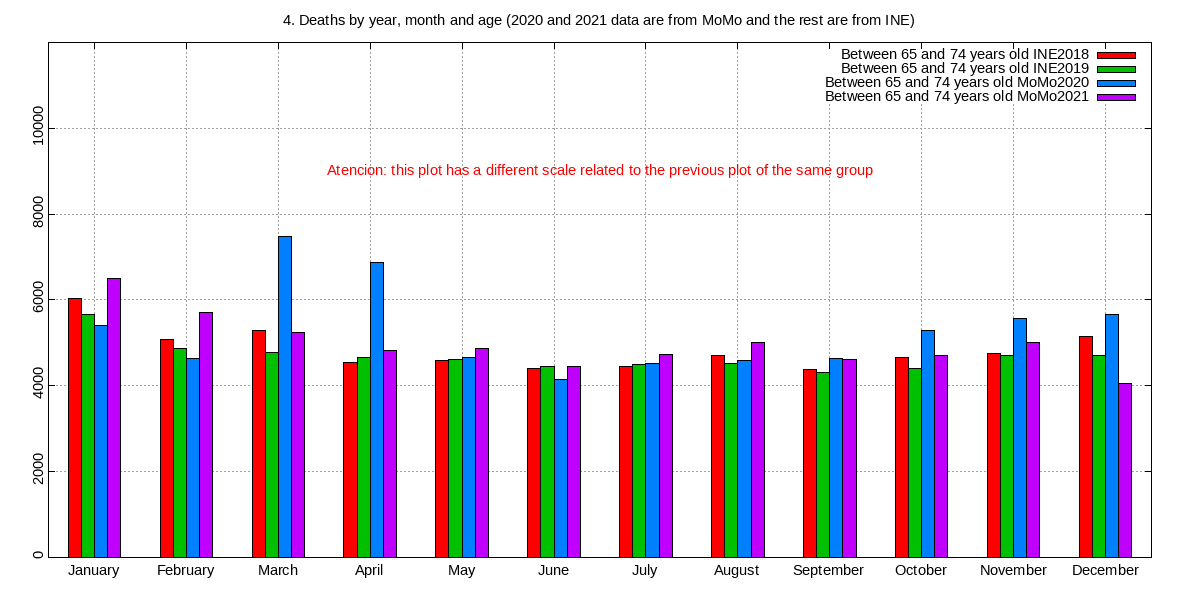 4. Deaths by year, month and age (2020 and 2021 data are from MoMo and the rest are from INE)
Between 65 and 74 years old INE2018
Between 65 and 74 years old INE2019
Between 65 and 74 years old MoMo2020
Between 65 and 74 years old MoMo2021
Atencion: this plot has a different scale related to the previous plot of the same group
10000
8000
6000
4000
2000
0
January February March April May June July August September October November December